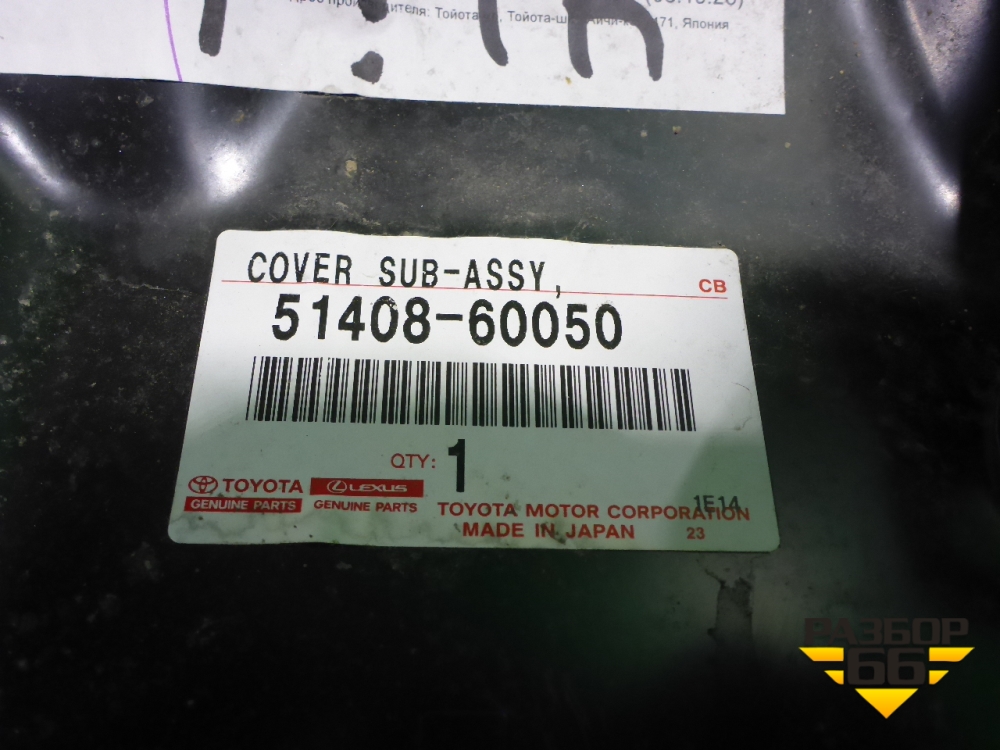 теля: Тойота
Япония
COVER SUB-ASSY,
CB
51408-60050
QTY: 1
TOYOTA
GENUINE PARTS
LEXUS
GENUINE PARTS
1E14
TOYOTA MOTOR CORPORATION
MADE IN JAPAN
23
РАЗБОР
66